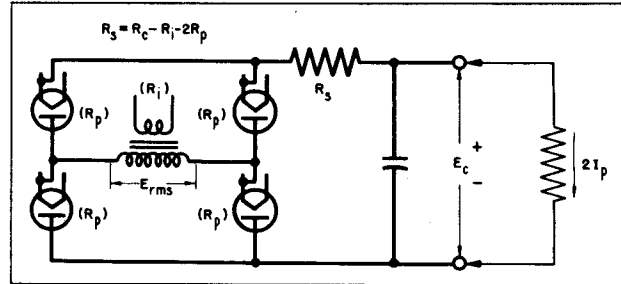 R_s = R_c - R_i - 2R_p
(R_p)
(R_i)
(R_p)
R_s
E_rms
(R_p)
(R_p)
E_c
+
-
2I_p